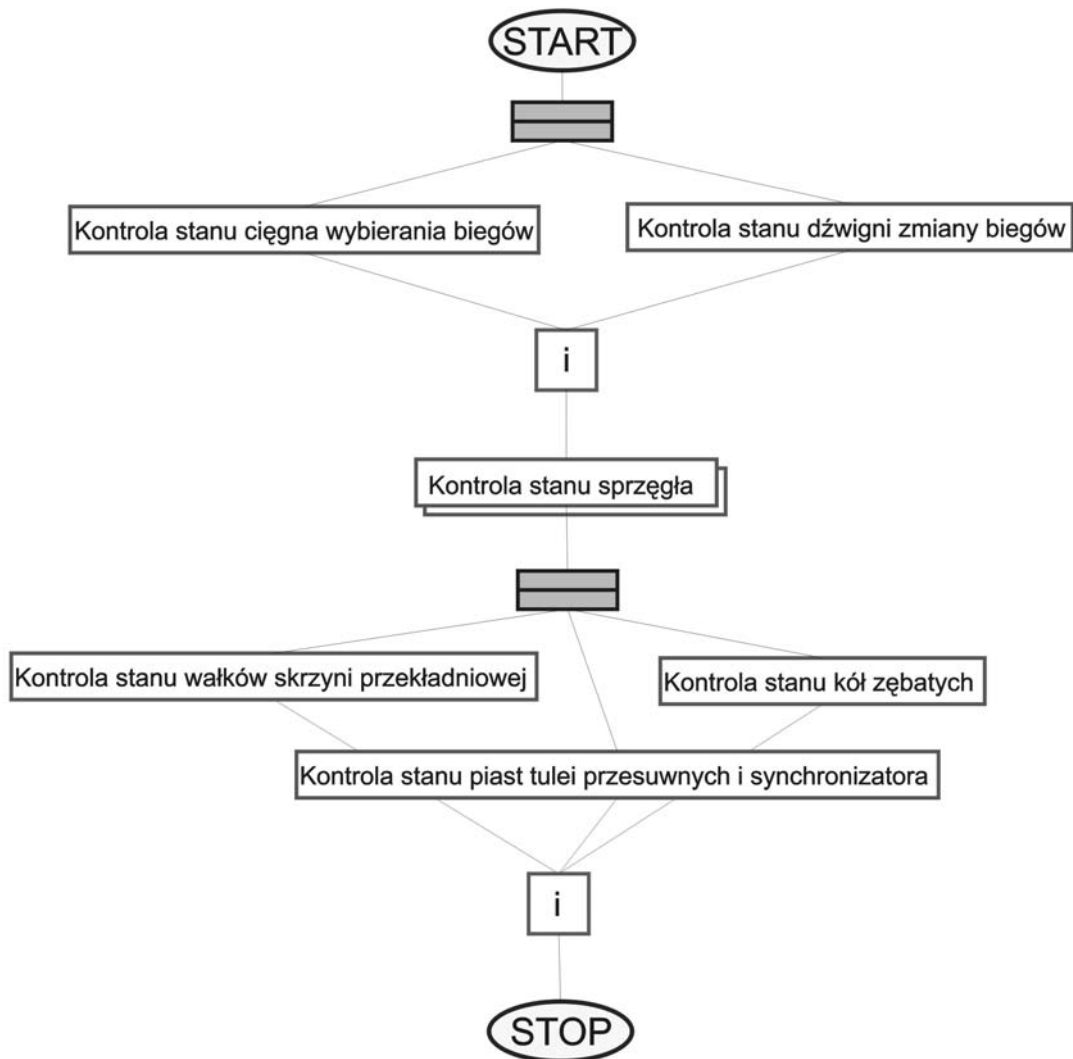 START
Kontrola stanu cięgna wybierania biegów
Kontrola stanu dźwigni zmiany biegów
i
Kontrola stanu sprzęgła
Kontrola stanu wałków skrzyni przekładniowej
Kontrola stanu kół zębatych
Kontrola stanu piast tulei przesuwnych i synchronizatora
i
STOP